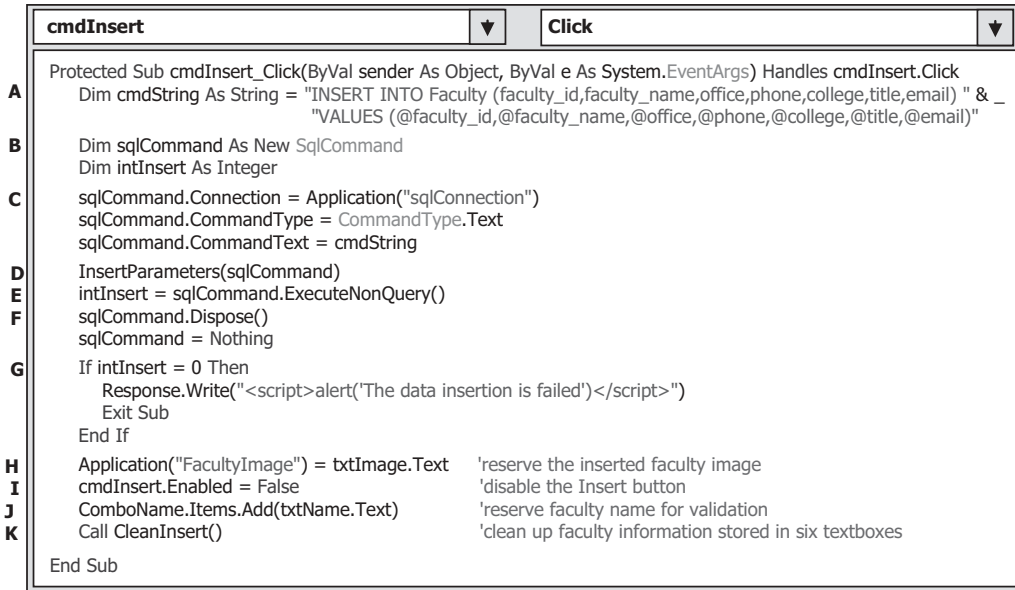 cmdInsert Click
Protected Sub cmdInsert_Click(ByVal sender As Object, ByVal e As System.EventArgs) Handles cmdInsert.Click
A Dim cmdString As String = "INSERT INTO Faculty (faculty_id,faculty_name,office,phone,college,title,email) " & _
"VALUES (@faculty_id,@faculty_name,@office,@phone,@college,@title,@email)"
B Dim sqlCommand As New SqlCommand
Dim intInsert As Integer
C sqlCommand.Connection = Application("sqlConnection")
sqlCommand.CommandType = CommandType.Text
sqlCommand.CommandText = cmdString
D InsertParameters(sqlCommand)
E intInsert = sqlCommand.ExecuteNonQuery()
F sqlCommand.Dispose()
sqlCommand = Nothing
G If intInsert = 0 Then
Response.Write("<script>alert('The data insertion is failed')</script>")
Exit Sub
End If
H Application("FacultyImage") = txtImage.Text 'reserve the inserted faculty image
I cmdInsert.Enabled = False 'disable the Insert button
J ComboName.Items.Add(txtName.Text) 'reserve faculty name for validation
K Call CleanInsert() 'clean up faculty information stored in six textboxes
End Sub